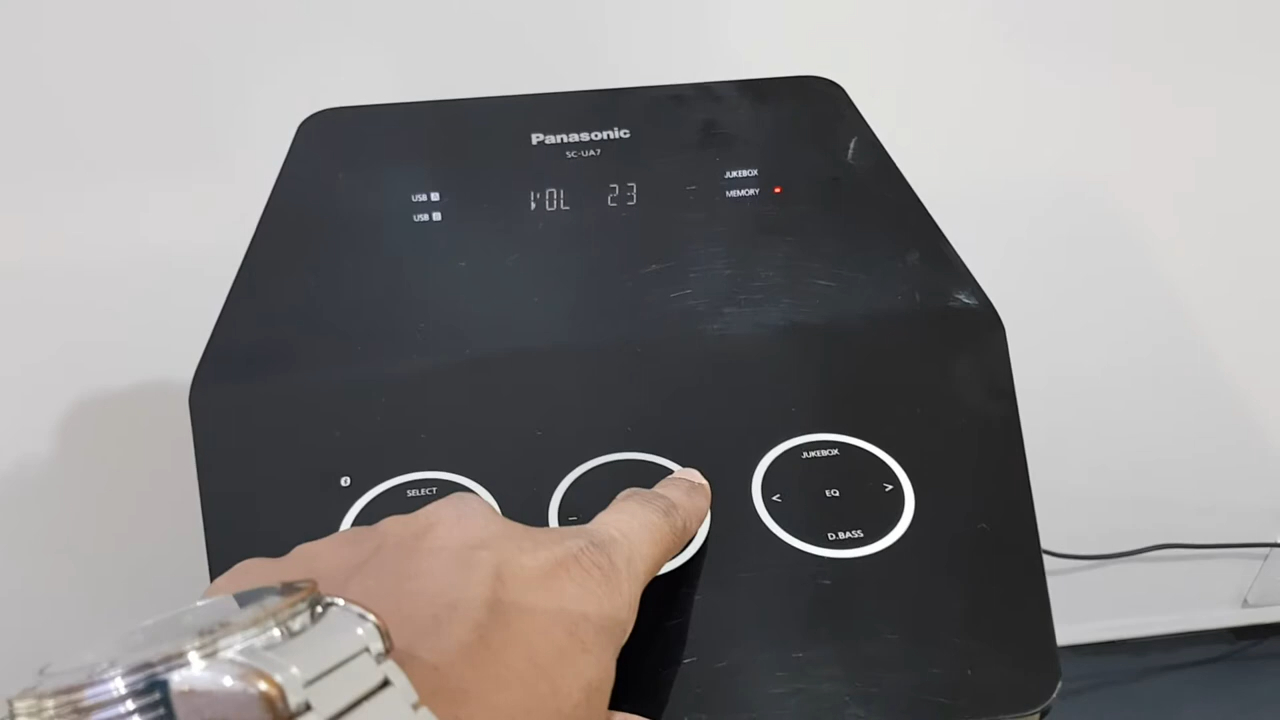 Panasonic
SC-UA7
USB A
USB B
VOL 23
JUKEBOX
MEMORY
SELECT
−
JUKEBOX
< EQ >
D.BASS